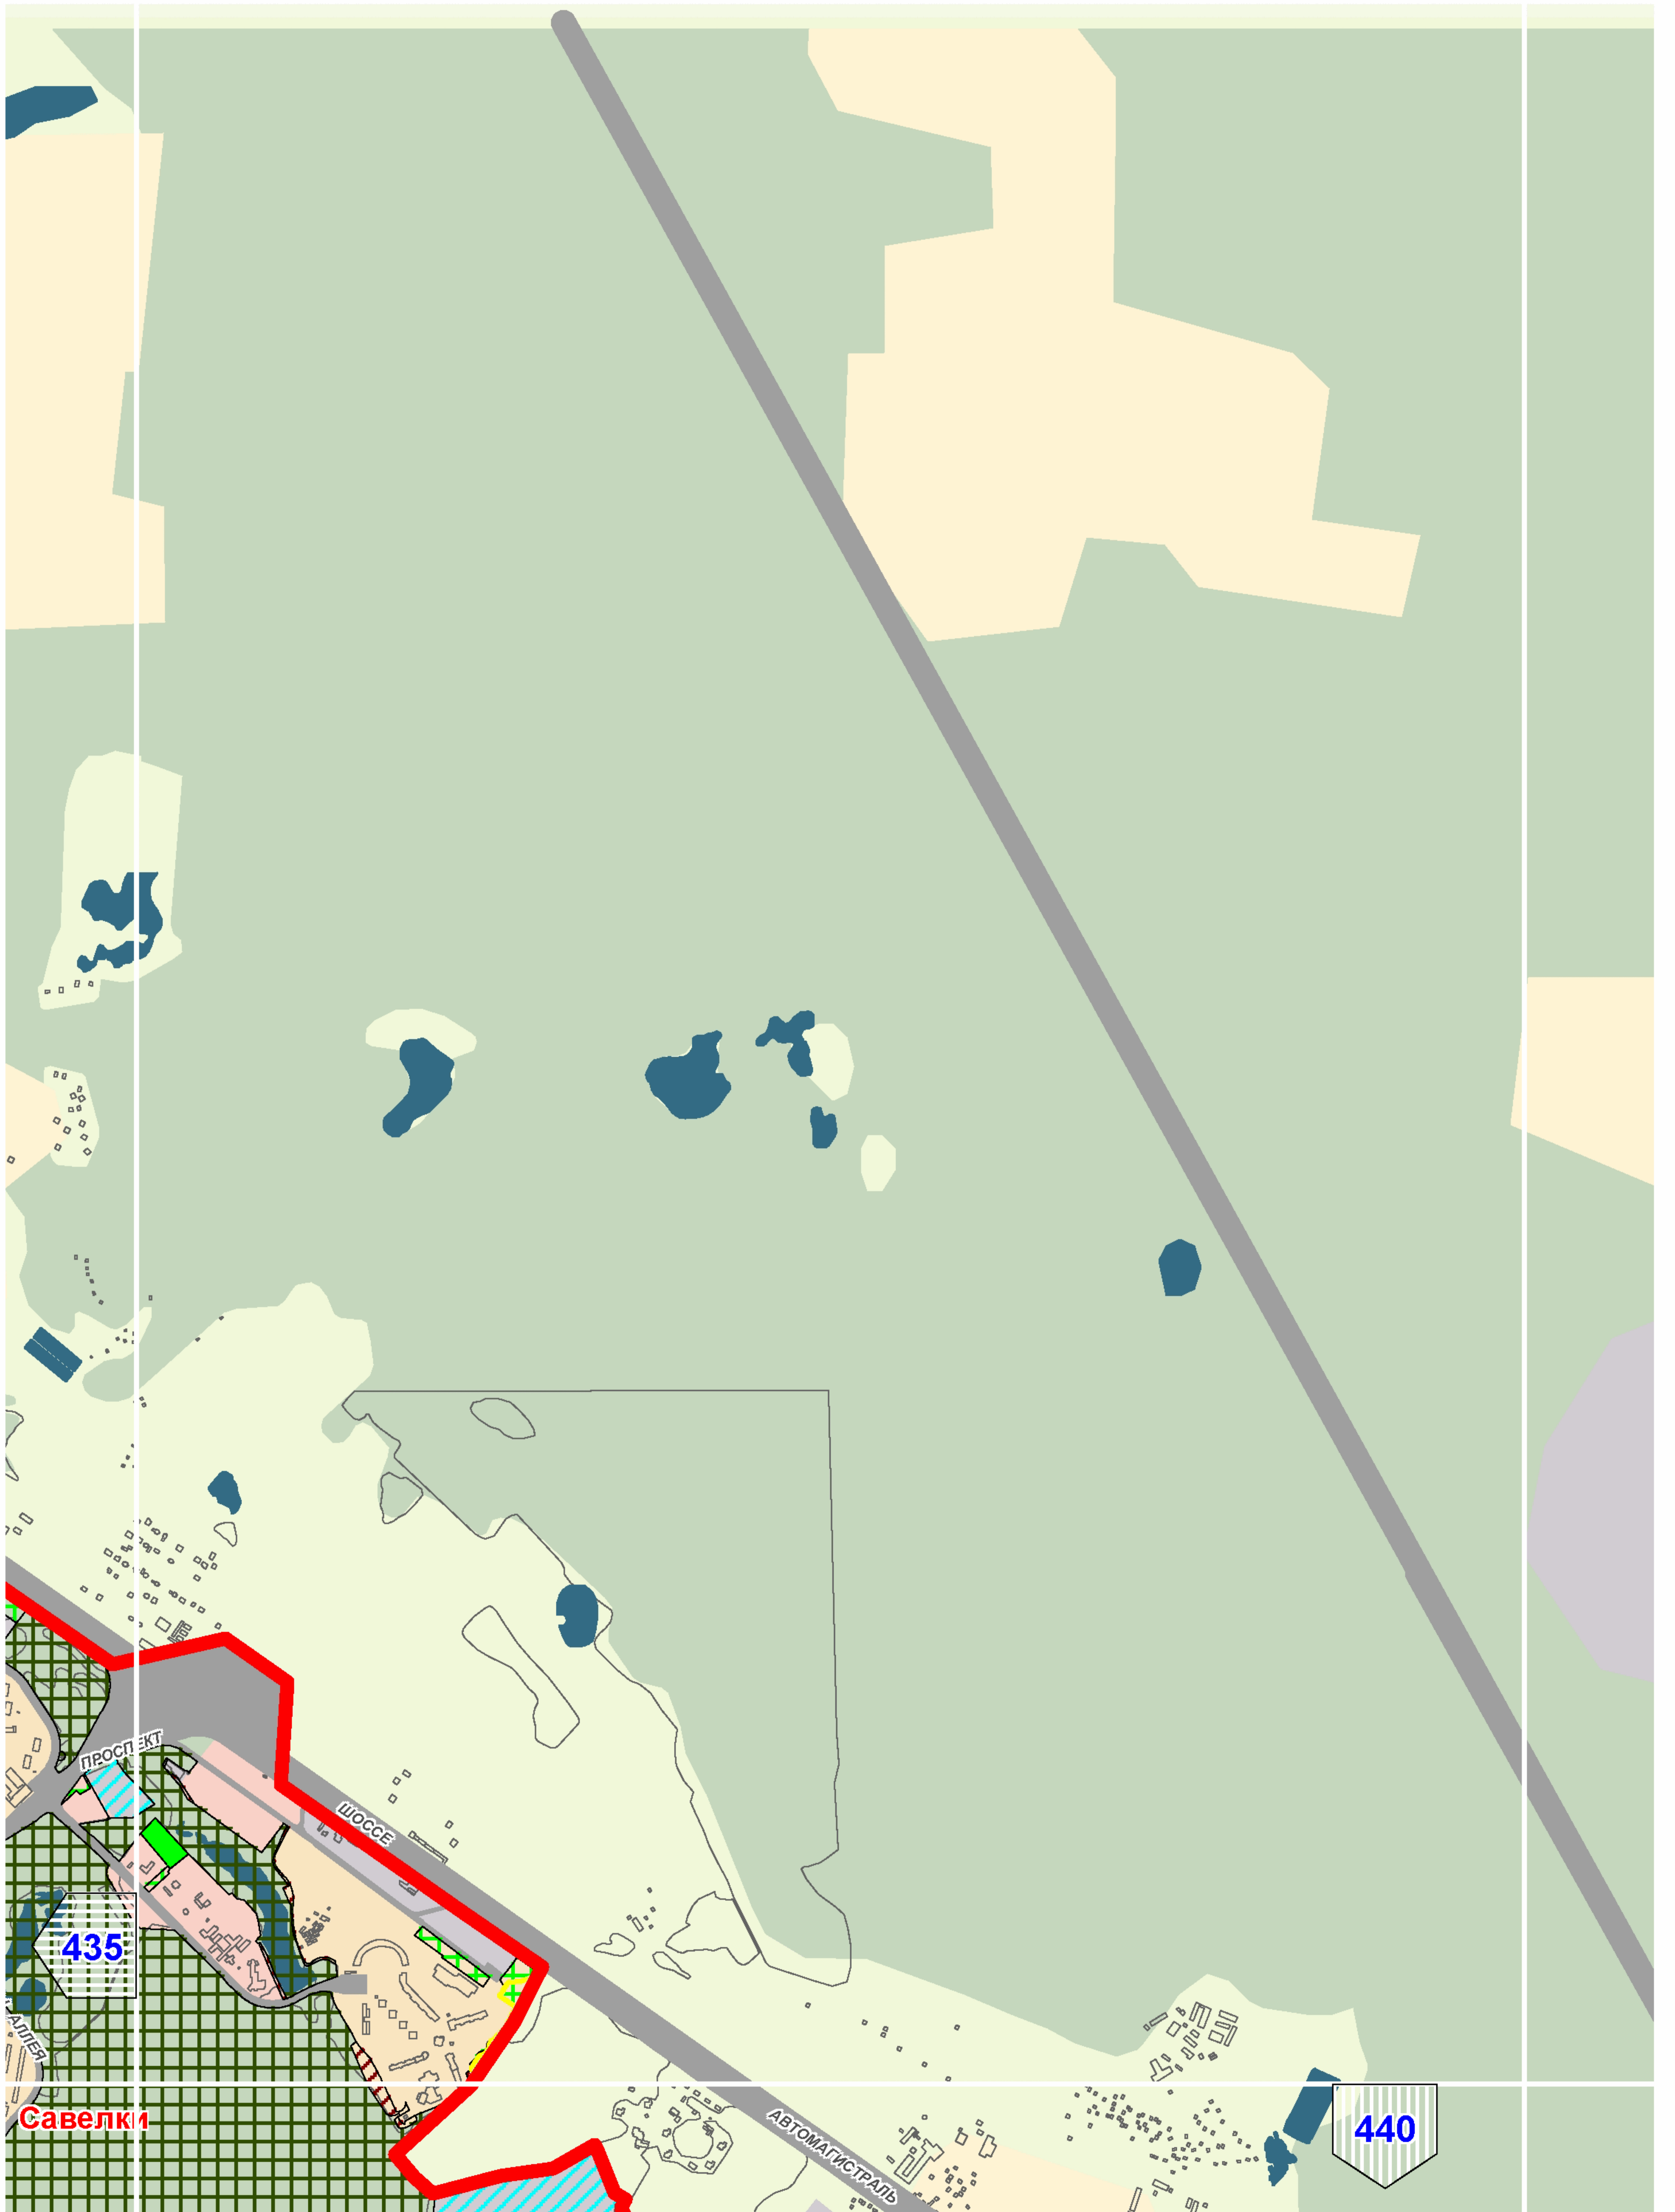 ПРОСПЕКТ
ШОССЕ
435
АЛЛЕЯ
Савелки
АВТОМАГИСТРАЛЬ
440